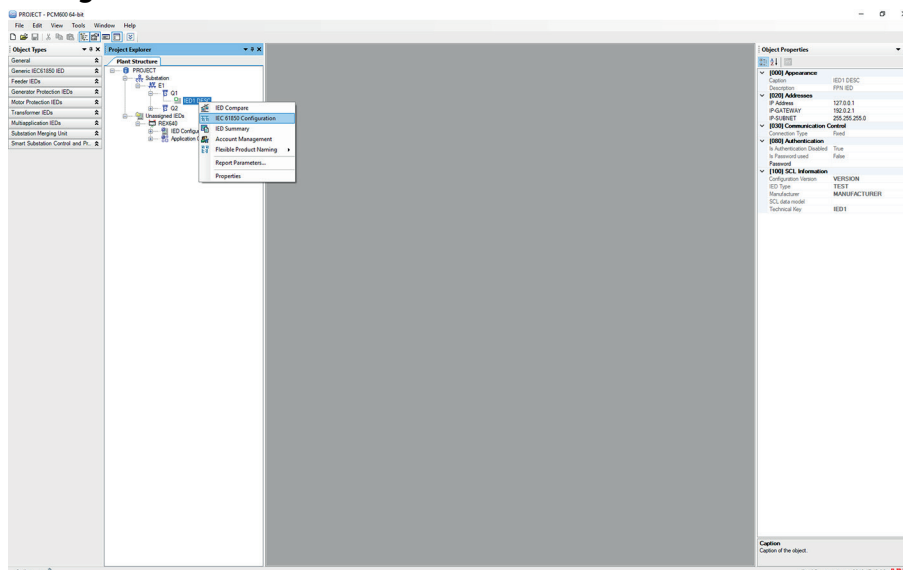 PROJECT - PCM600 64-bit
File Edit View Tools Window Help
Object Types
General
Generic IEC61850 IED
Feeder IEDs
Generator Protection IEDs
Motor Protection IEDs
Transformer IEDs
Multiapplication IEDs
Substation Merging Unit
Smart Substation Control and Pr..
Project Explorer
Plant Structure
PROJECT
Substation
E1
Q1
IED1 DESC
Q2
Unassigned IEDs
REX640
IED Configu
Application C
IED Compare
IEC 61850 Configuration
IED Summary
Account Management
Flexible Product Naming
Report Parameters...
Properties
Object Properties
[000] Appearance
Caption IED1 DESC
Description FPN IED
[020] Addresses
IP Address 127.0.0.1
IP-GATEWAY 192.0.2.1
IP-SUBNET 255.255.255.0
[030] Communication Control
Connection Type Fixed
[080] Authentication
Is Authentication Disabled True
Is Password used False
Password
[100] SCL Information
Configuration Version VERSION
IED Type TEST
Manufacturer MANUFACTURER
SCL data model
Technical Key IED1
Caption
Caption of the object.